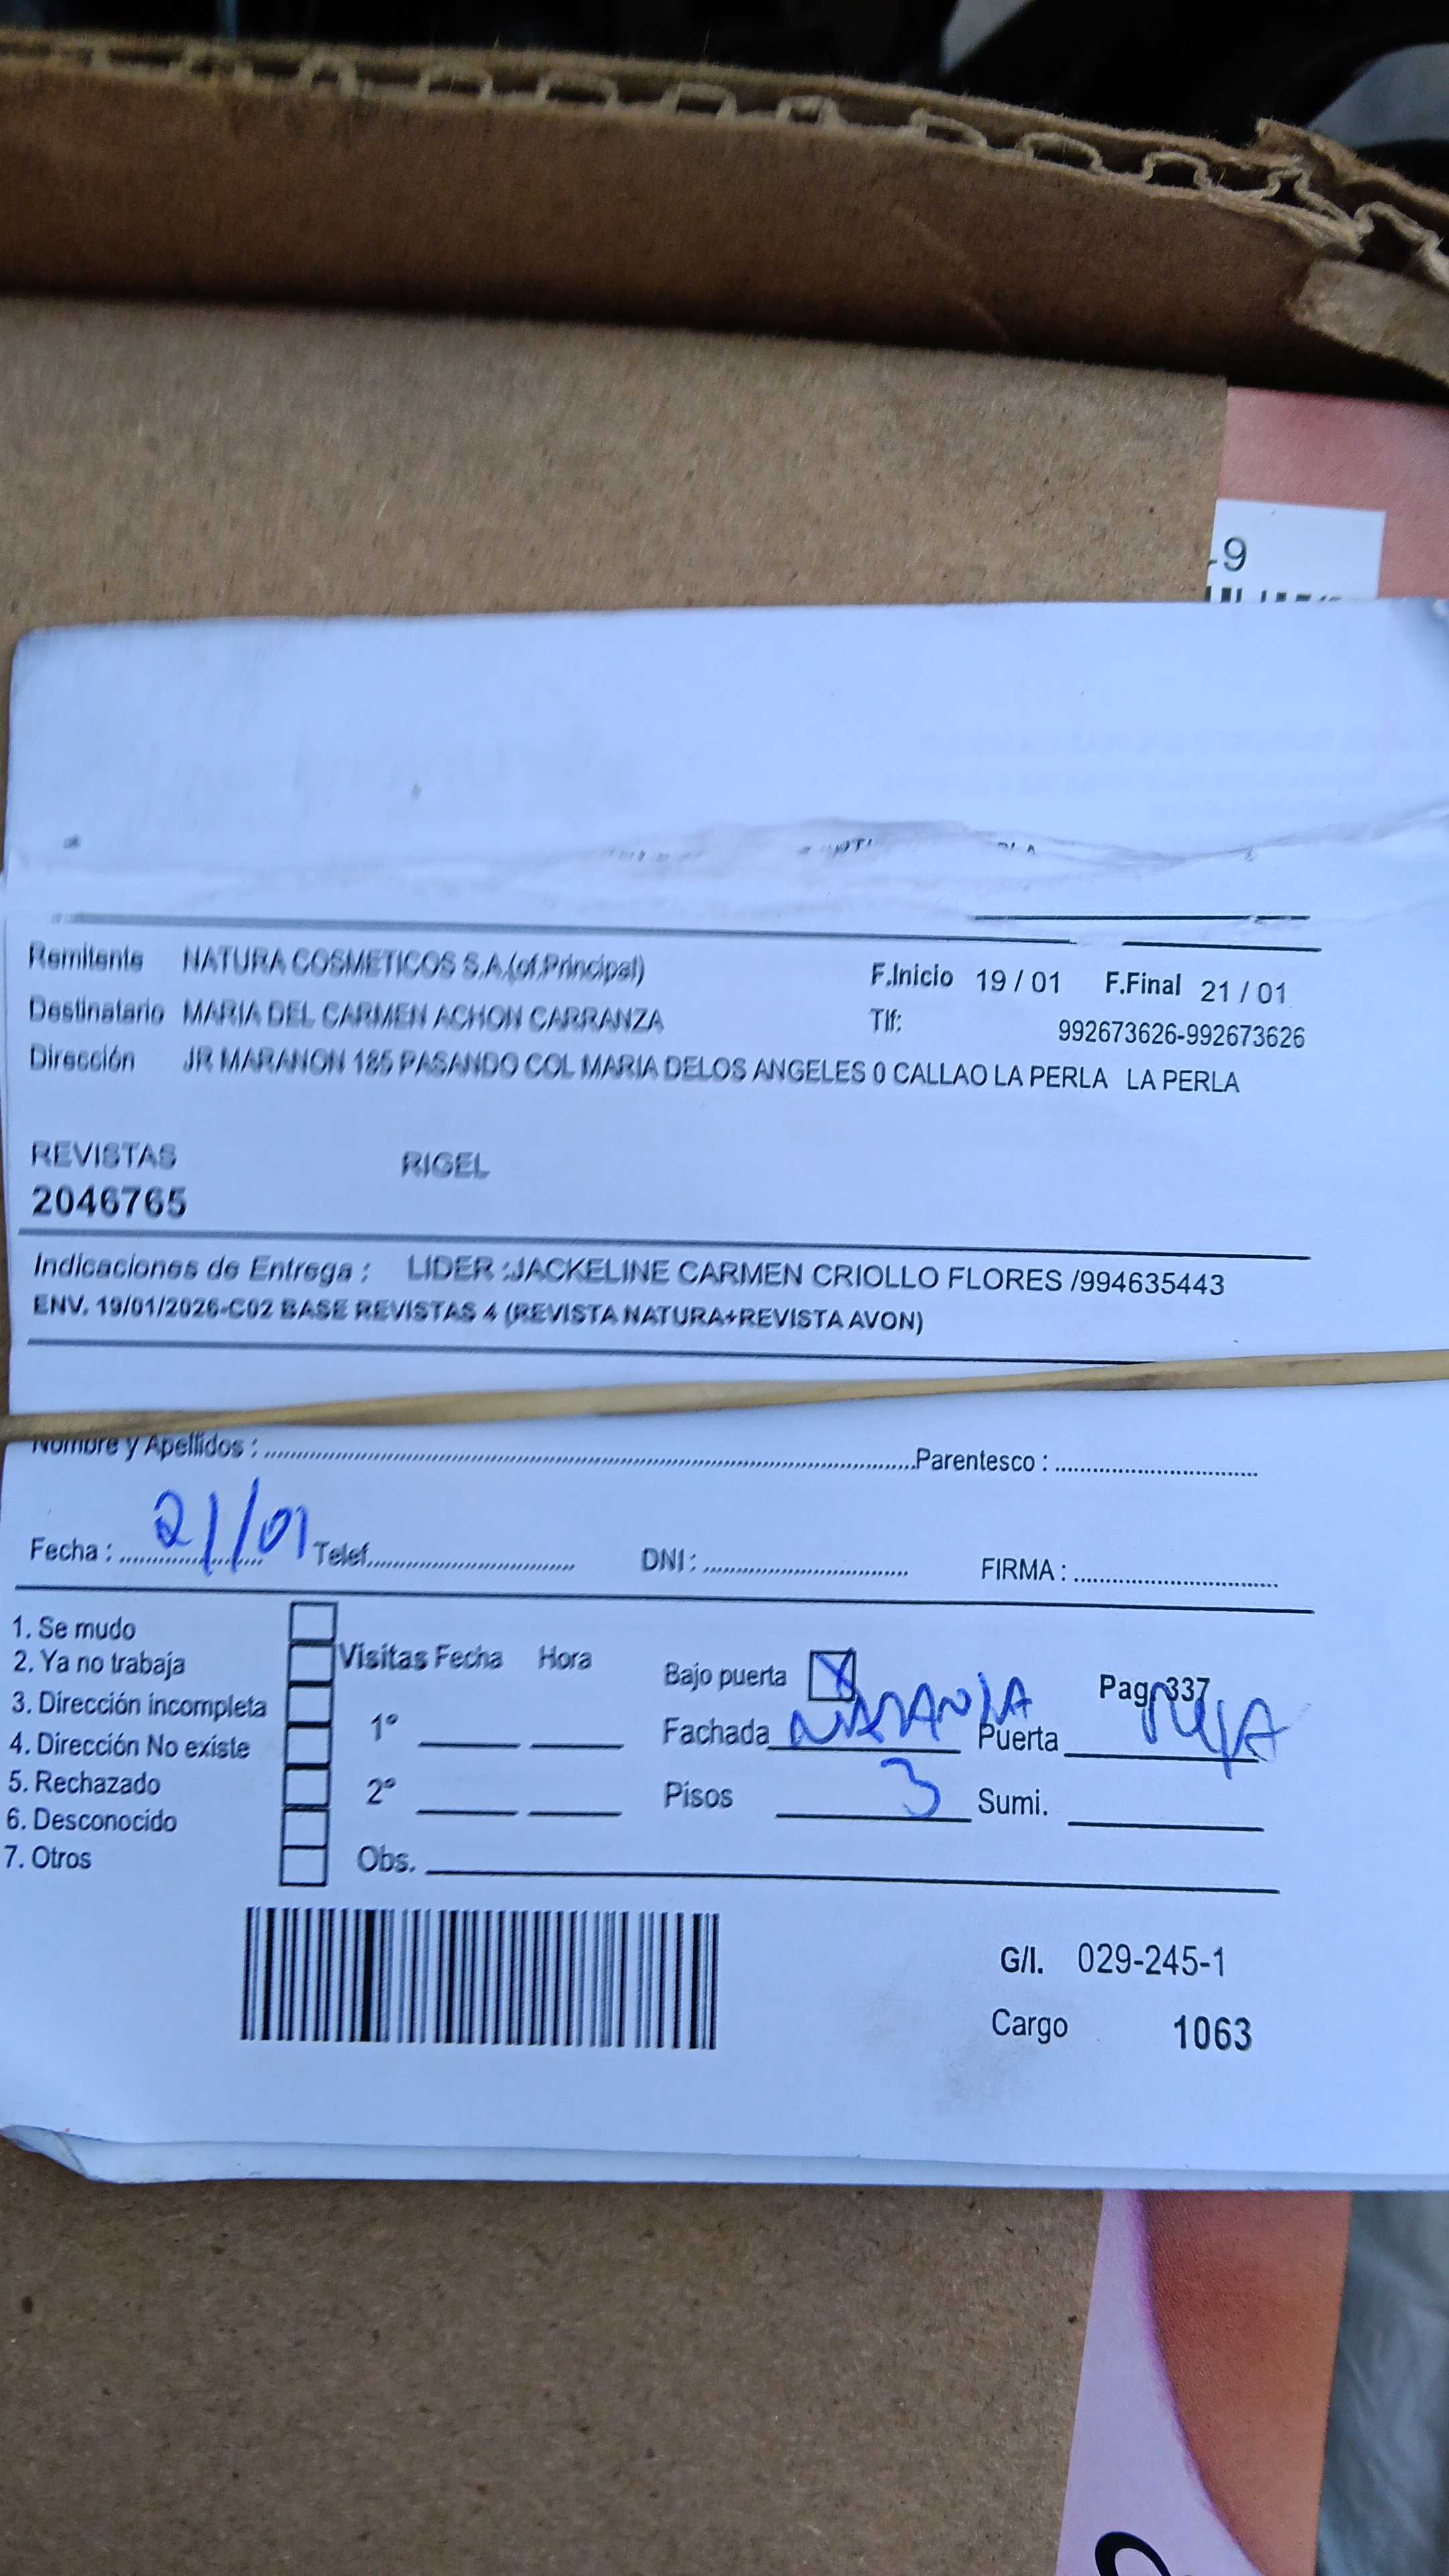 -9
Remitente NATURA COSMETICOS S.A.(of.Principal) F.Inicio 19 / 01 F.Final 21 / 01
Destinatario MARIA DEL CARMEN ACHON CARRANZA Tlf: 992673626-992673626
Dirección JR MARANON 185 PASANDO COL MARIA DELOS ANGELES 0 CALLAO LA PERLA LA PERLA
REVISTAS RIGEL
2046765
Indicaciones de Entrega : LIDER :JACKELINE CARMEN CRIOLLO FLORES /994635443
ENV. 19/01/2026-C02 BASE REVISTAS 4 (REVISTA NATURA+REVISTA AVON)
Nombre y Apellidos : Parentesco :
Fecha : 21/01 Telef. DNI : FIRMA :
1. Se mudo
2. Ya no trabaja Visitas Fecha Hora Bajo puerta X Pag. 337
3. Dirección incompleta 1° Fachada NARANJA Puerta
4. Dirección No existe
5. Rechazado 2° Pisos 3 Sumi.
6. Desconocido
7. Otros Obs.
G/I. 029-245-1
Cargo 1063